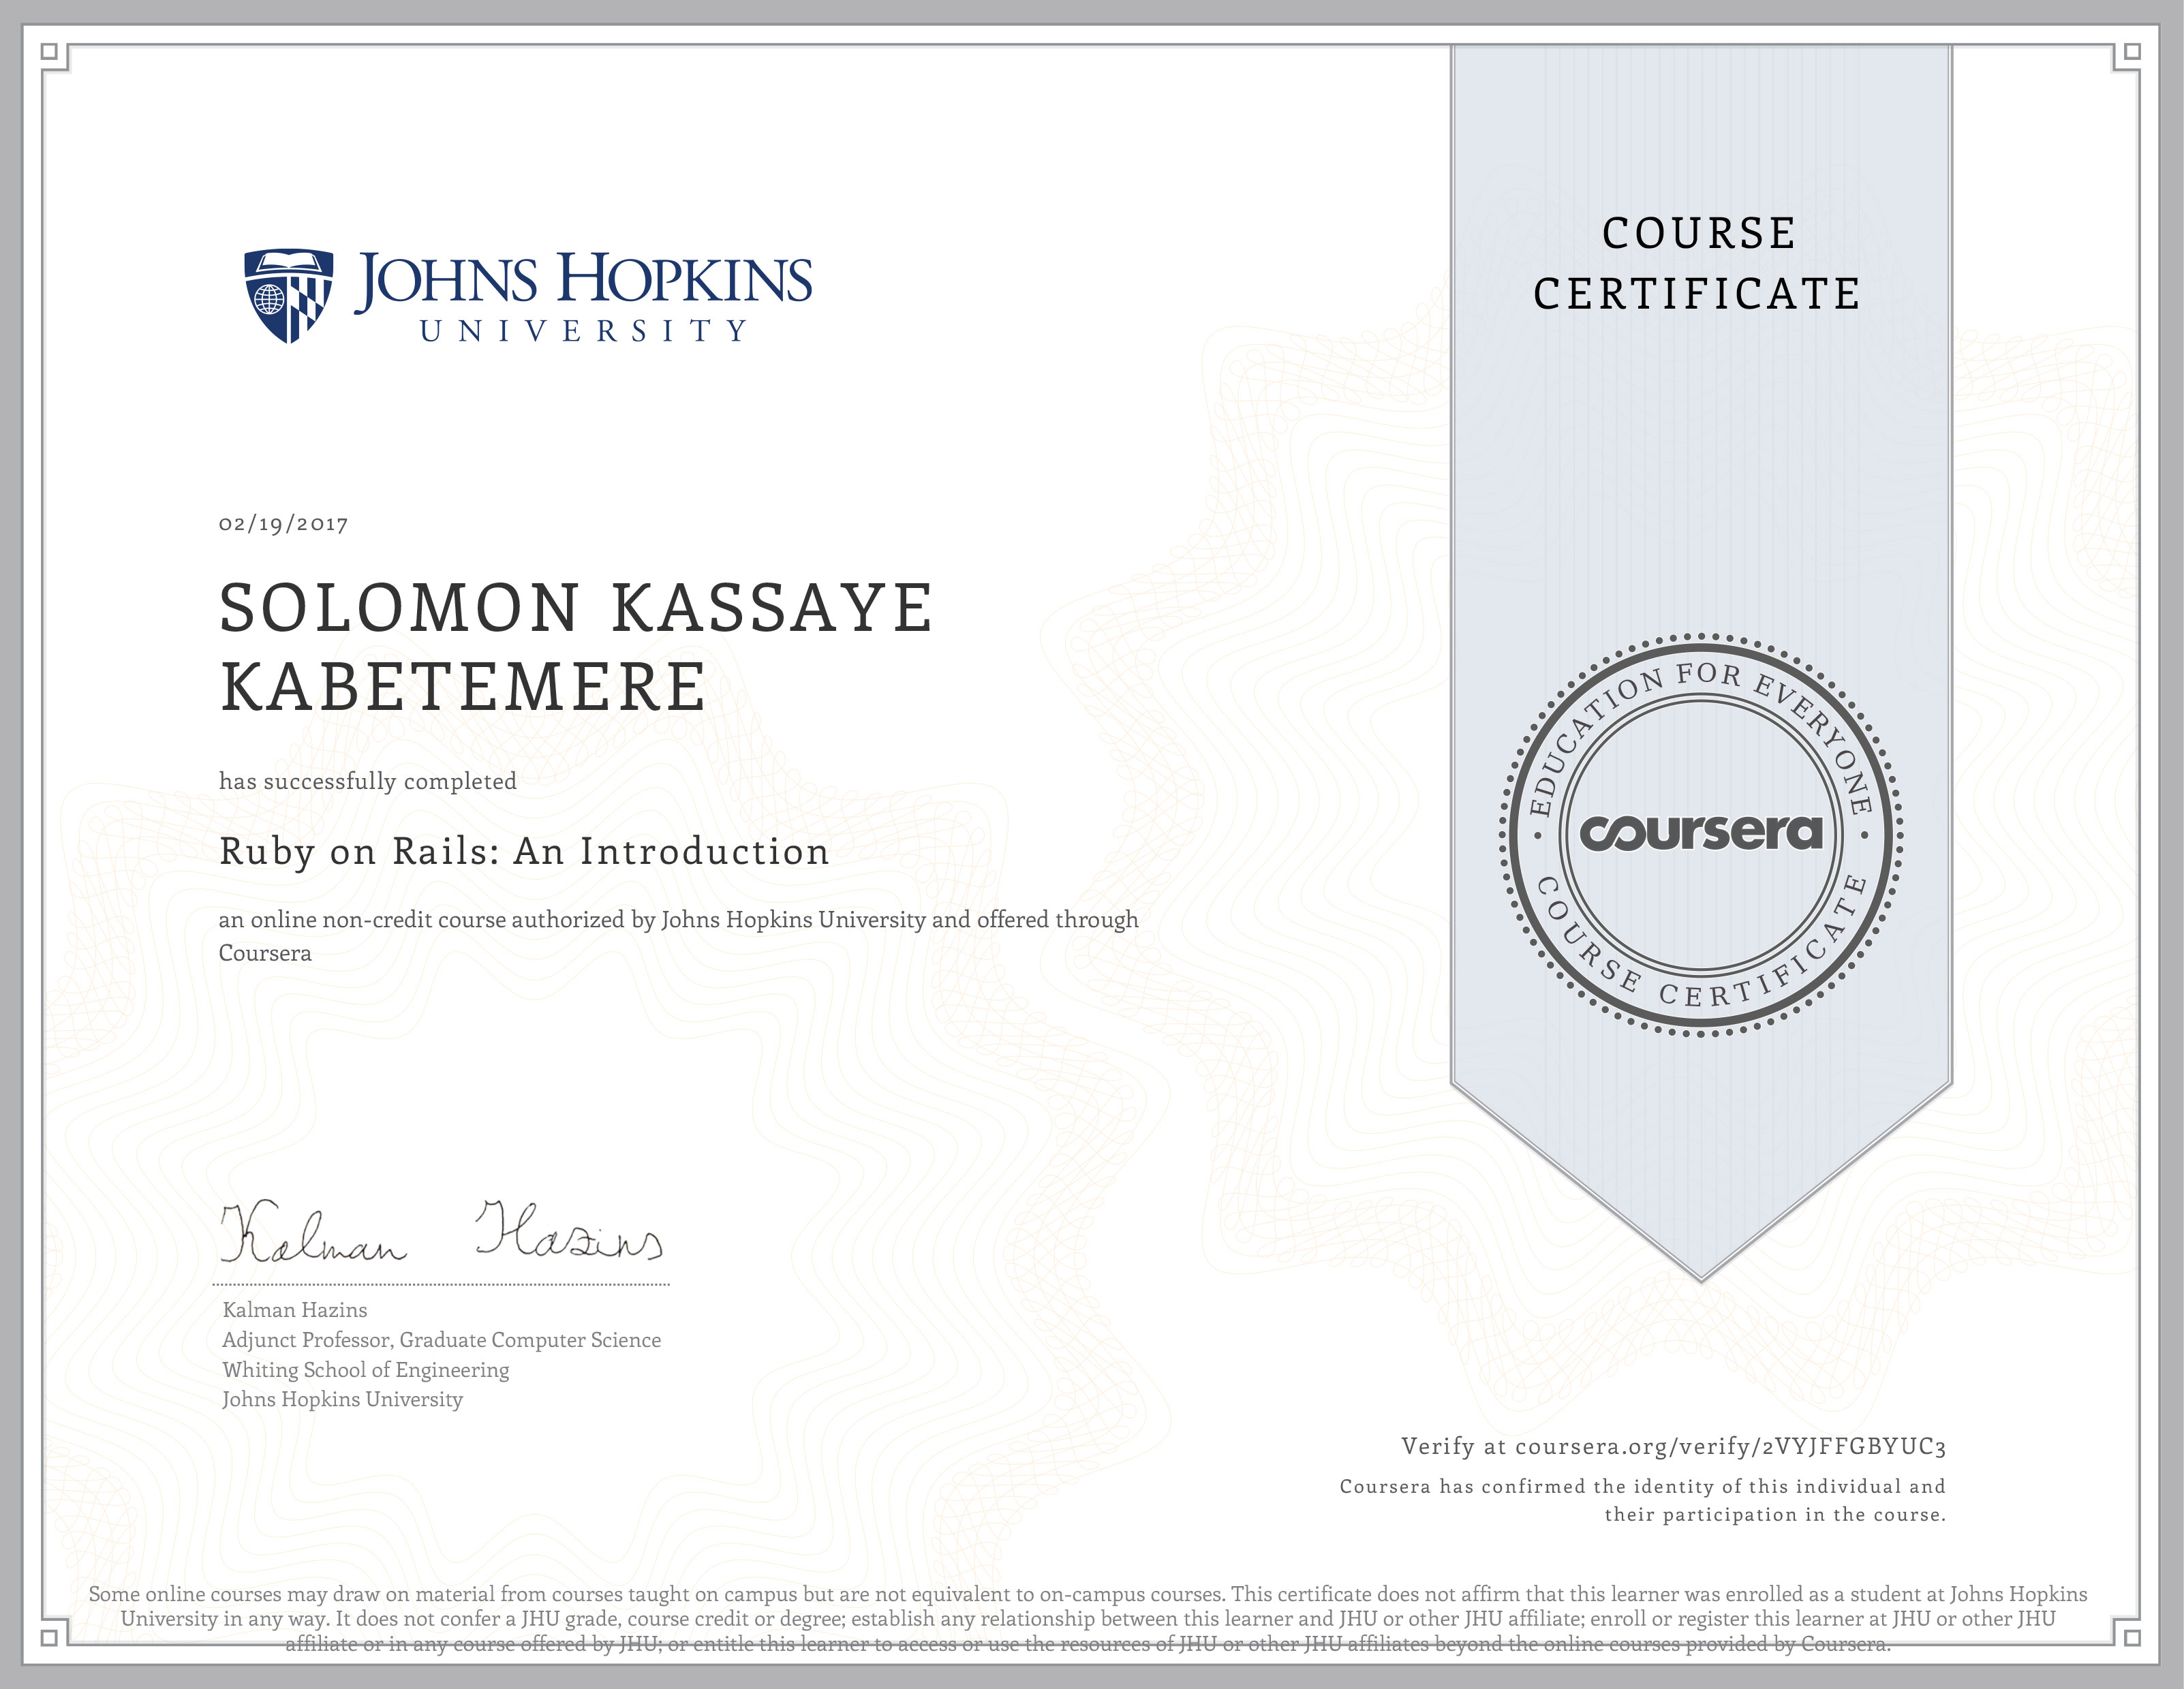 JOHNS HOPKINS
UNIVERSITY
COURSE
CERTIFICATE
02/19/2017
SOLOMON KASSAYE
KABETEMERE
has successfully completed
Ruby on Rails: An Introduction
an online non-credit course authorized by Johns Hopkins University and offered through
Coursera
EDUCATION FOR EVERYONE
coursera
COURSE CERTIFICATE
Kalman Hazins
Kalman Hazins
Adjunct Professor, Graduate Computer Science
Whiting School of Engineering
Johns Hopkins University
Verify at coursera.org/verify/2VYJFFGBYUC3
Coursera has confirmed the identity of this individual and
their participation in the course.
Some online courses may draw on material from courses taught on campus but are not equivalent to on-campus courses. This certificate does not affirm that this learner was enrolled as a student at Johns Hopkins
University in any way. It does not confer a JHU grade, course credit or degree; establish any relationship between this learner and JHU or other JHU affiliate; enroll or register this learner at JHU or other JHU
affiliate or in any course offered by JHU; or entitle this learner to access or use the resources of JHU or other JHU affiliates beyond the online courses provided by Coursera.